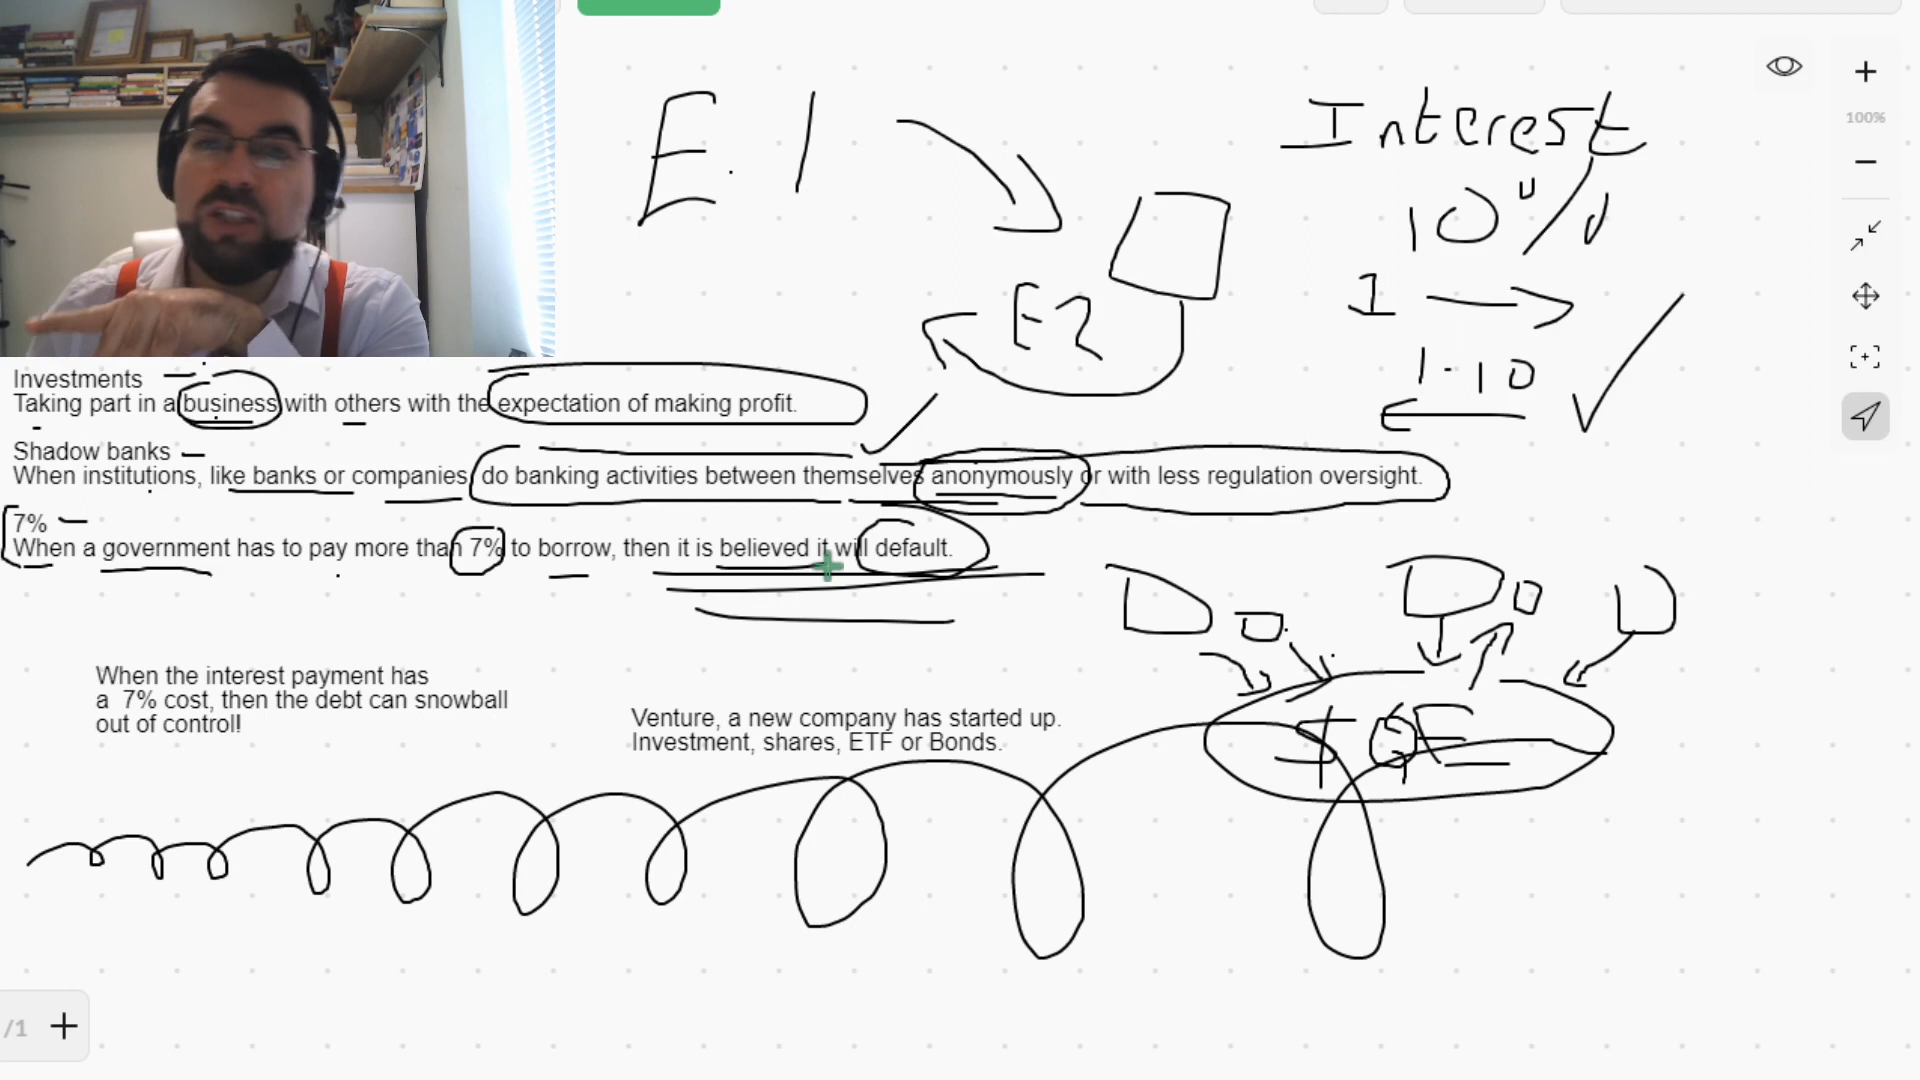 E. 1
Interest
10%
E2
1
1.10
100%
Investments
Taking part in a business with others with the expectation of making profit.
Shadow banks
When institutions, like banks or companies, do banking activities between themselves anonymously or with less regulation oversight.
7%
When a government has to pay more than 7% to borrow, then it is believed it will default.
When the interest payment has
a 7% cost, then the debt can snowball
out of control!
Venture, a new company has started up.
Investment, shares, ETF or Bonds.
/1